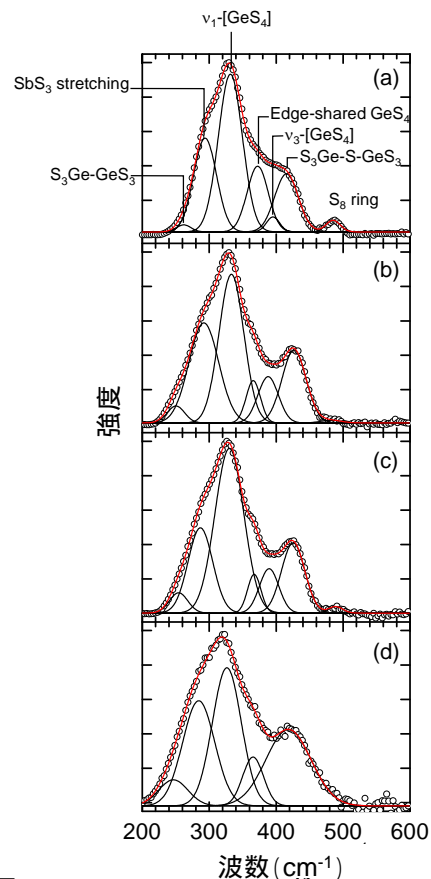 ν₁-[GeS₄]
SbS₃ stretching
(a)
Edge-shared GeS₄
ν₃-[GeS₄]
S₃Ge-S-GeS₃
S₃Ge-GeS₃
S₈ ring
(b)
強度
(c)
(d)
200 300 400 500 600
波数(cm⁻¹)